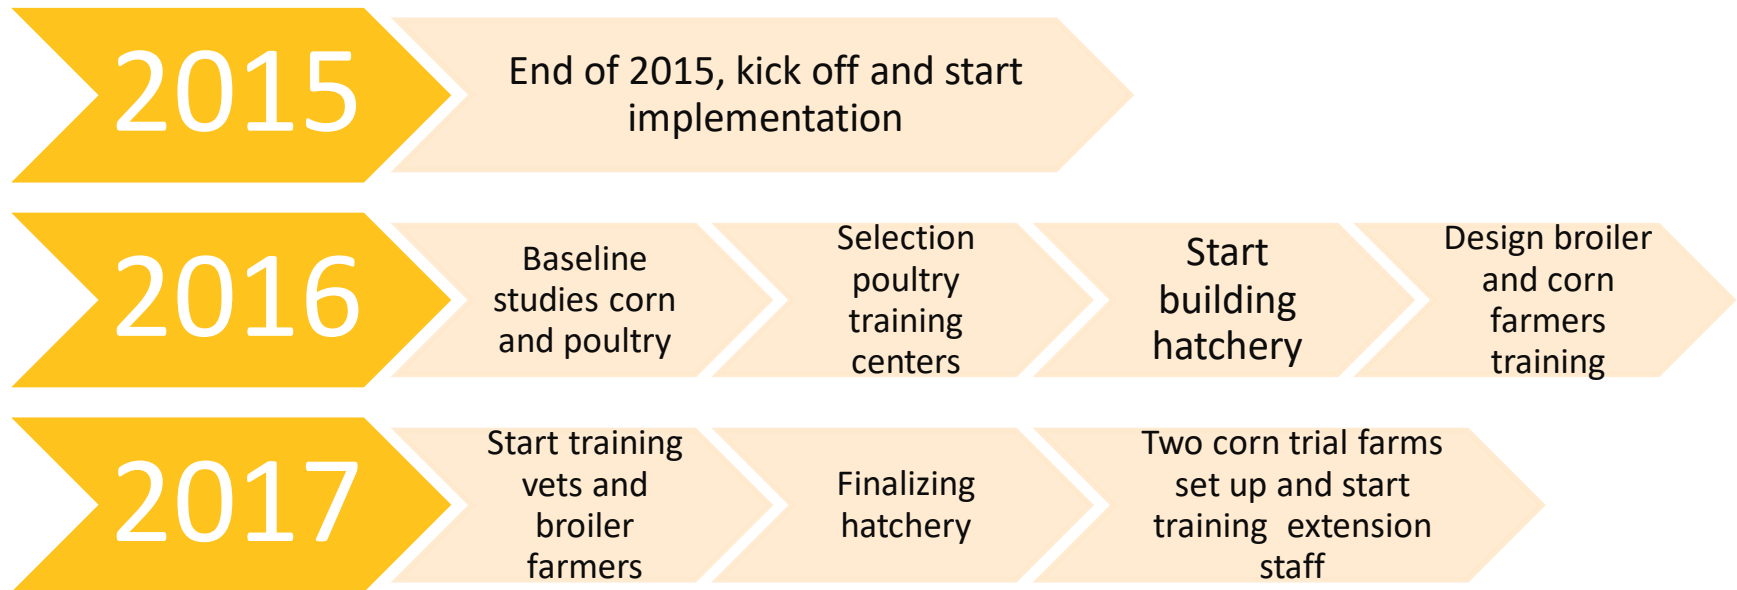 2015
End of 2015, kick off and start
implementation
2016
Baseline
studies corn
and poultry
Selection
poultry
training
centers
Start
building
hatchery
Design broiler
and corn
farmers
training
2017
Start training
vets and
broiler
farmers
Finalizing
hatchery
Two corn trial farms
set up and start
training  extension
staff